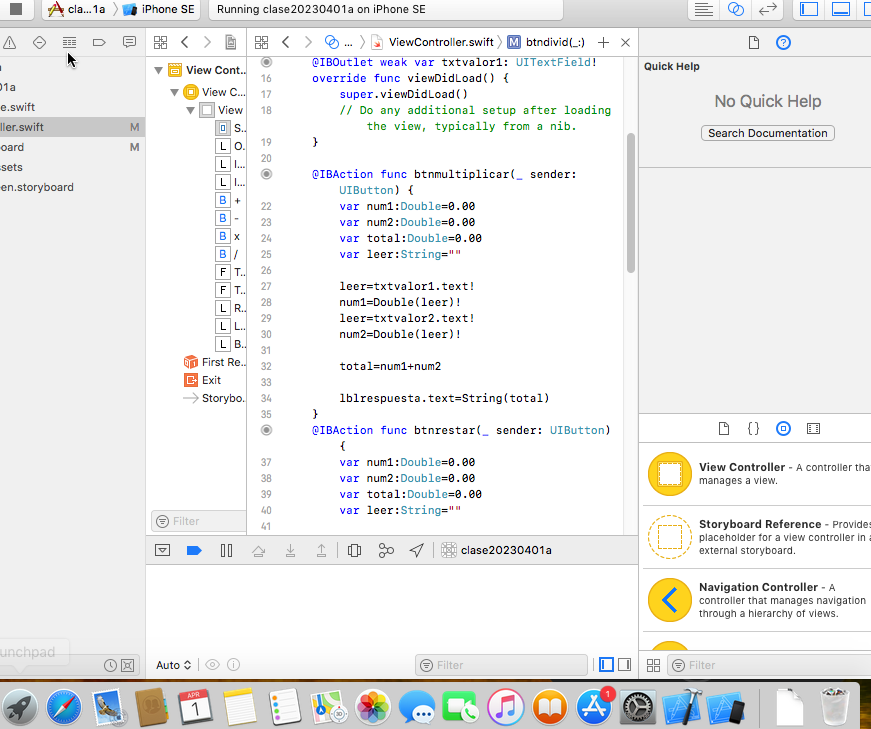 cla...1a
iPhone SE
Running clase20230401a on iPhone SE
...
ViewController.swift
M
btndivid(_:)
01a
e.swift
ler.swift
M
oard
M
ssets
en.storyboard
View Cont..
View C...
View
S..
L O.
L I...
L I...
B +
B -
B x
B /
F T..
F T..
L R..
L L..
L B..
First Re..
Exit
Storybo.
Filter
@IBOutlet weak var txtvalor1: UITextField!
16 override func viewDidLoad() {
17 super.viewDidLoad()
18 // Do any additional setup after loading
the view, typically from a nib.
19 }
20
@IBAction func btnmultiplicar(_ sender:
UIButton) {
22 var num1:Double=0.00
23 var num2:Double=0.00
24 var total:Double=0.00
25 var leer:String=""
26
27 leer=txtvalor1.text!
28 num1=Double(leer)!
29 leer=txtvalor2.text!
30 num2=Double(leer)!
31
32 total=num1+num2
33
34 lblrespuesta.text=String(total)
35 }
@IBAction func btnrestar(_ sender: UIButton)
{
37 var num1:Double=0.00
38 var num2:Double=0.00
39 var total:Double=0.00
40 var leer:String=""
41
clase20230401a
Auto
Filter
Quick Help
No Quick Help
Search Documentation
{}
View Controller - A controller tha
manages a view.
Storyboard Reference - Provides
placeholder for a view controller in a
external storyboard.
Navigation Controller - A
controller that manages navigation
through a hierarchy of views.
Filter
unchpad
APR
1
3D
1